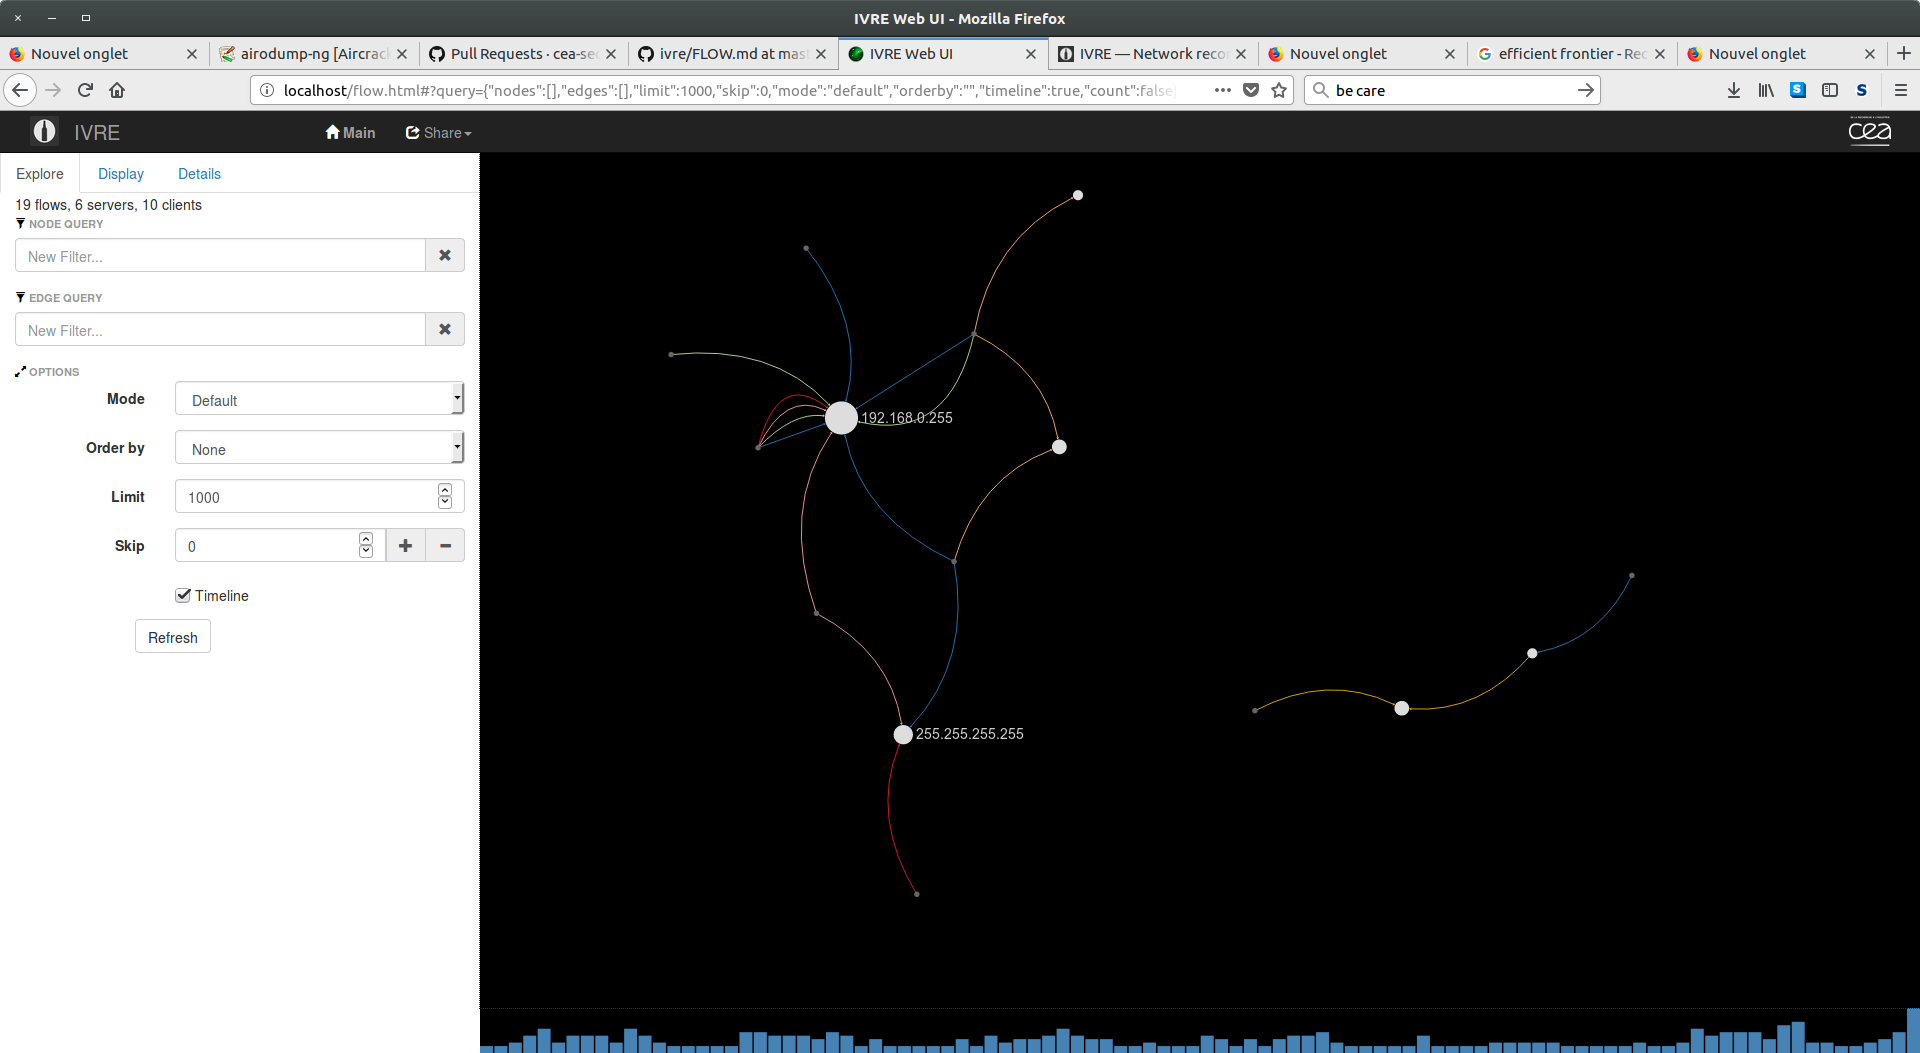 IVRE Web UI - Mozilla Firefox
Nouvel onglet
airodump-ng [Aircrac
Pull Requests · cea-sec
ivre/FLOW.md at mast
IVRE Web UI
IVRE — Network recon
Nouvel onglet
efficient frontier - Rec
Nouvel onglet
localhost/flow.html#?query={"nodes":[],"edges":[],"limit":1000,"skip":0,"mode":"default","orderby":"","timeline":true,"count":false
be care
IVRE
Main
Share
cea
Explore
Display
Details
19 flows, 6 servers, 10 clients
NODE QUERY
New Filter...
EDGE QUERY
New Filter...
OPTIONS
Mode
Default
Order by
None
Limit
1000
Skip
0
Timeline
Refresh
192.168.0.255
255.255.255.255